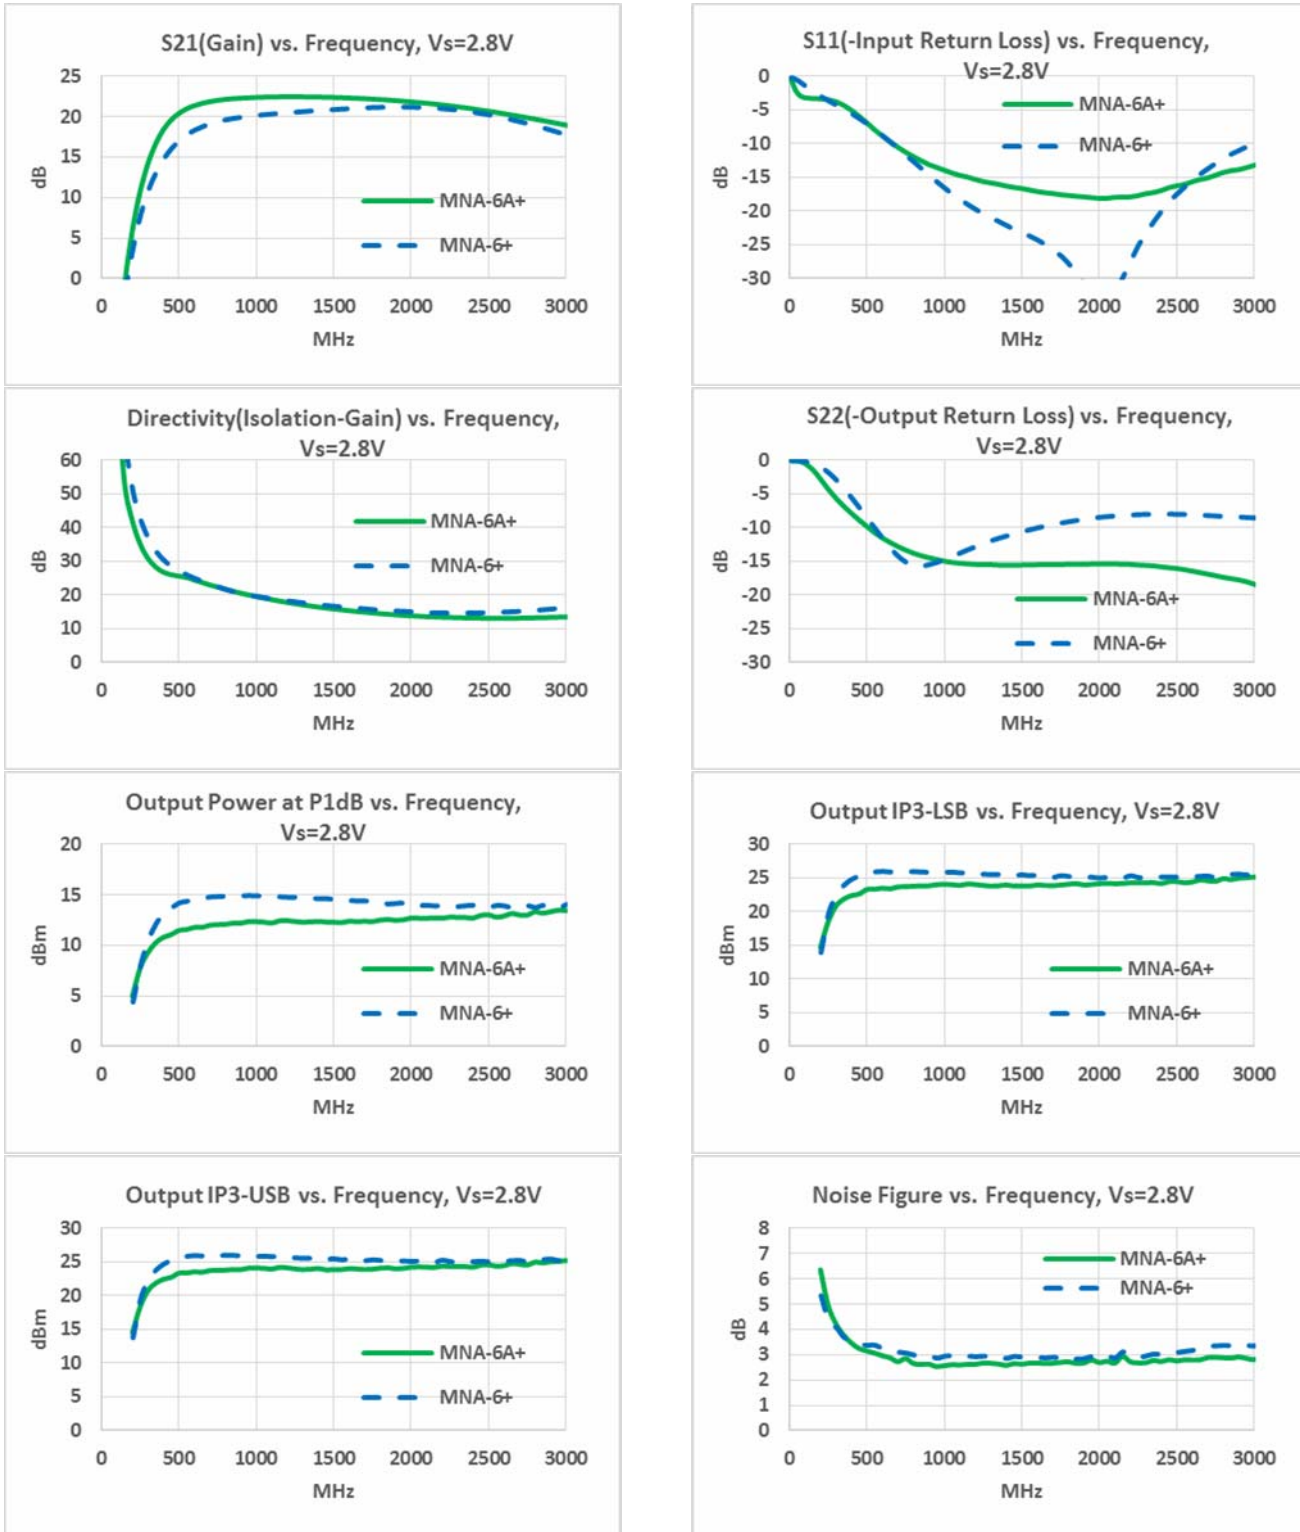 S21(Gain) vs. Frequency, Vs=2.8V
25
20
15
10
5
0
dB
MNA-6A+
MNA-6+
0 500 1000 1500 2000 2500 3000
MHz
S11(-Input Return Loss) vs. Frequency,
Vs=2.8V
0
-5
-10
-15
-20
-25
-30
dB
MNA-6A+
MNA-6+
0 500 1000 1500 2000 2500 3000
MHz
Directivity(Isolation-Gain) vs. Frequency,
Vs=2.8V
60
50
40
30
20
10
0
dB
MNA-6A+
MNA-6+
0 500 1000 1500 2000 2500 3000
MHz
S22(-Output Return Loss) vs. Frequency,
Vs=2.8V
0
-5
-10
-15
-20
-25
-30
dB
MNA-6A+
MNA-6+
0 500 1000 1500 2000 2500 3000
MHz
Output Power at P1dB vs. Frequency,
Vs=2.8V
20
15
10
5
0
dBm
MNA-6A+
MNA-6+
0 500 1000 1500 2000 2500 3000
MHz
Output IP3-LSB vs. Frequency, Vs=2.8V
30
25
20
15
10
5
0
dBm
MNA-6A+
MNA-6+
0 500 1000 1500 2000 2500 3000
MHz
Output IP3-USB vs. Frequency, Vs=2.8V
30
25
20
15
10
5
0
dBm
MNA-6A+
MNA-6+
0 500 1000 1500 2000 2500 3000
MHz
Noise Figure vs. Frequency, Vs=2.8V
8
7
6
5
4
3
2
1
0
dB
MNA-6A+
MNA-6+
0 500 1000 1500 2000 2500 3000
MHz